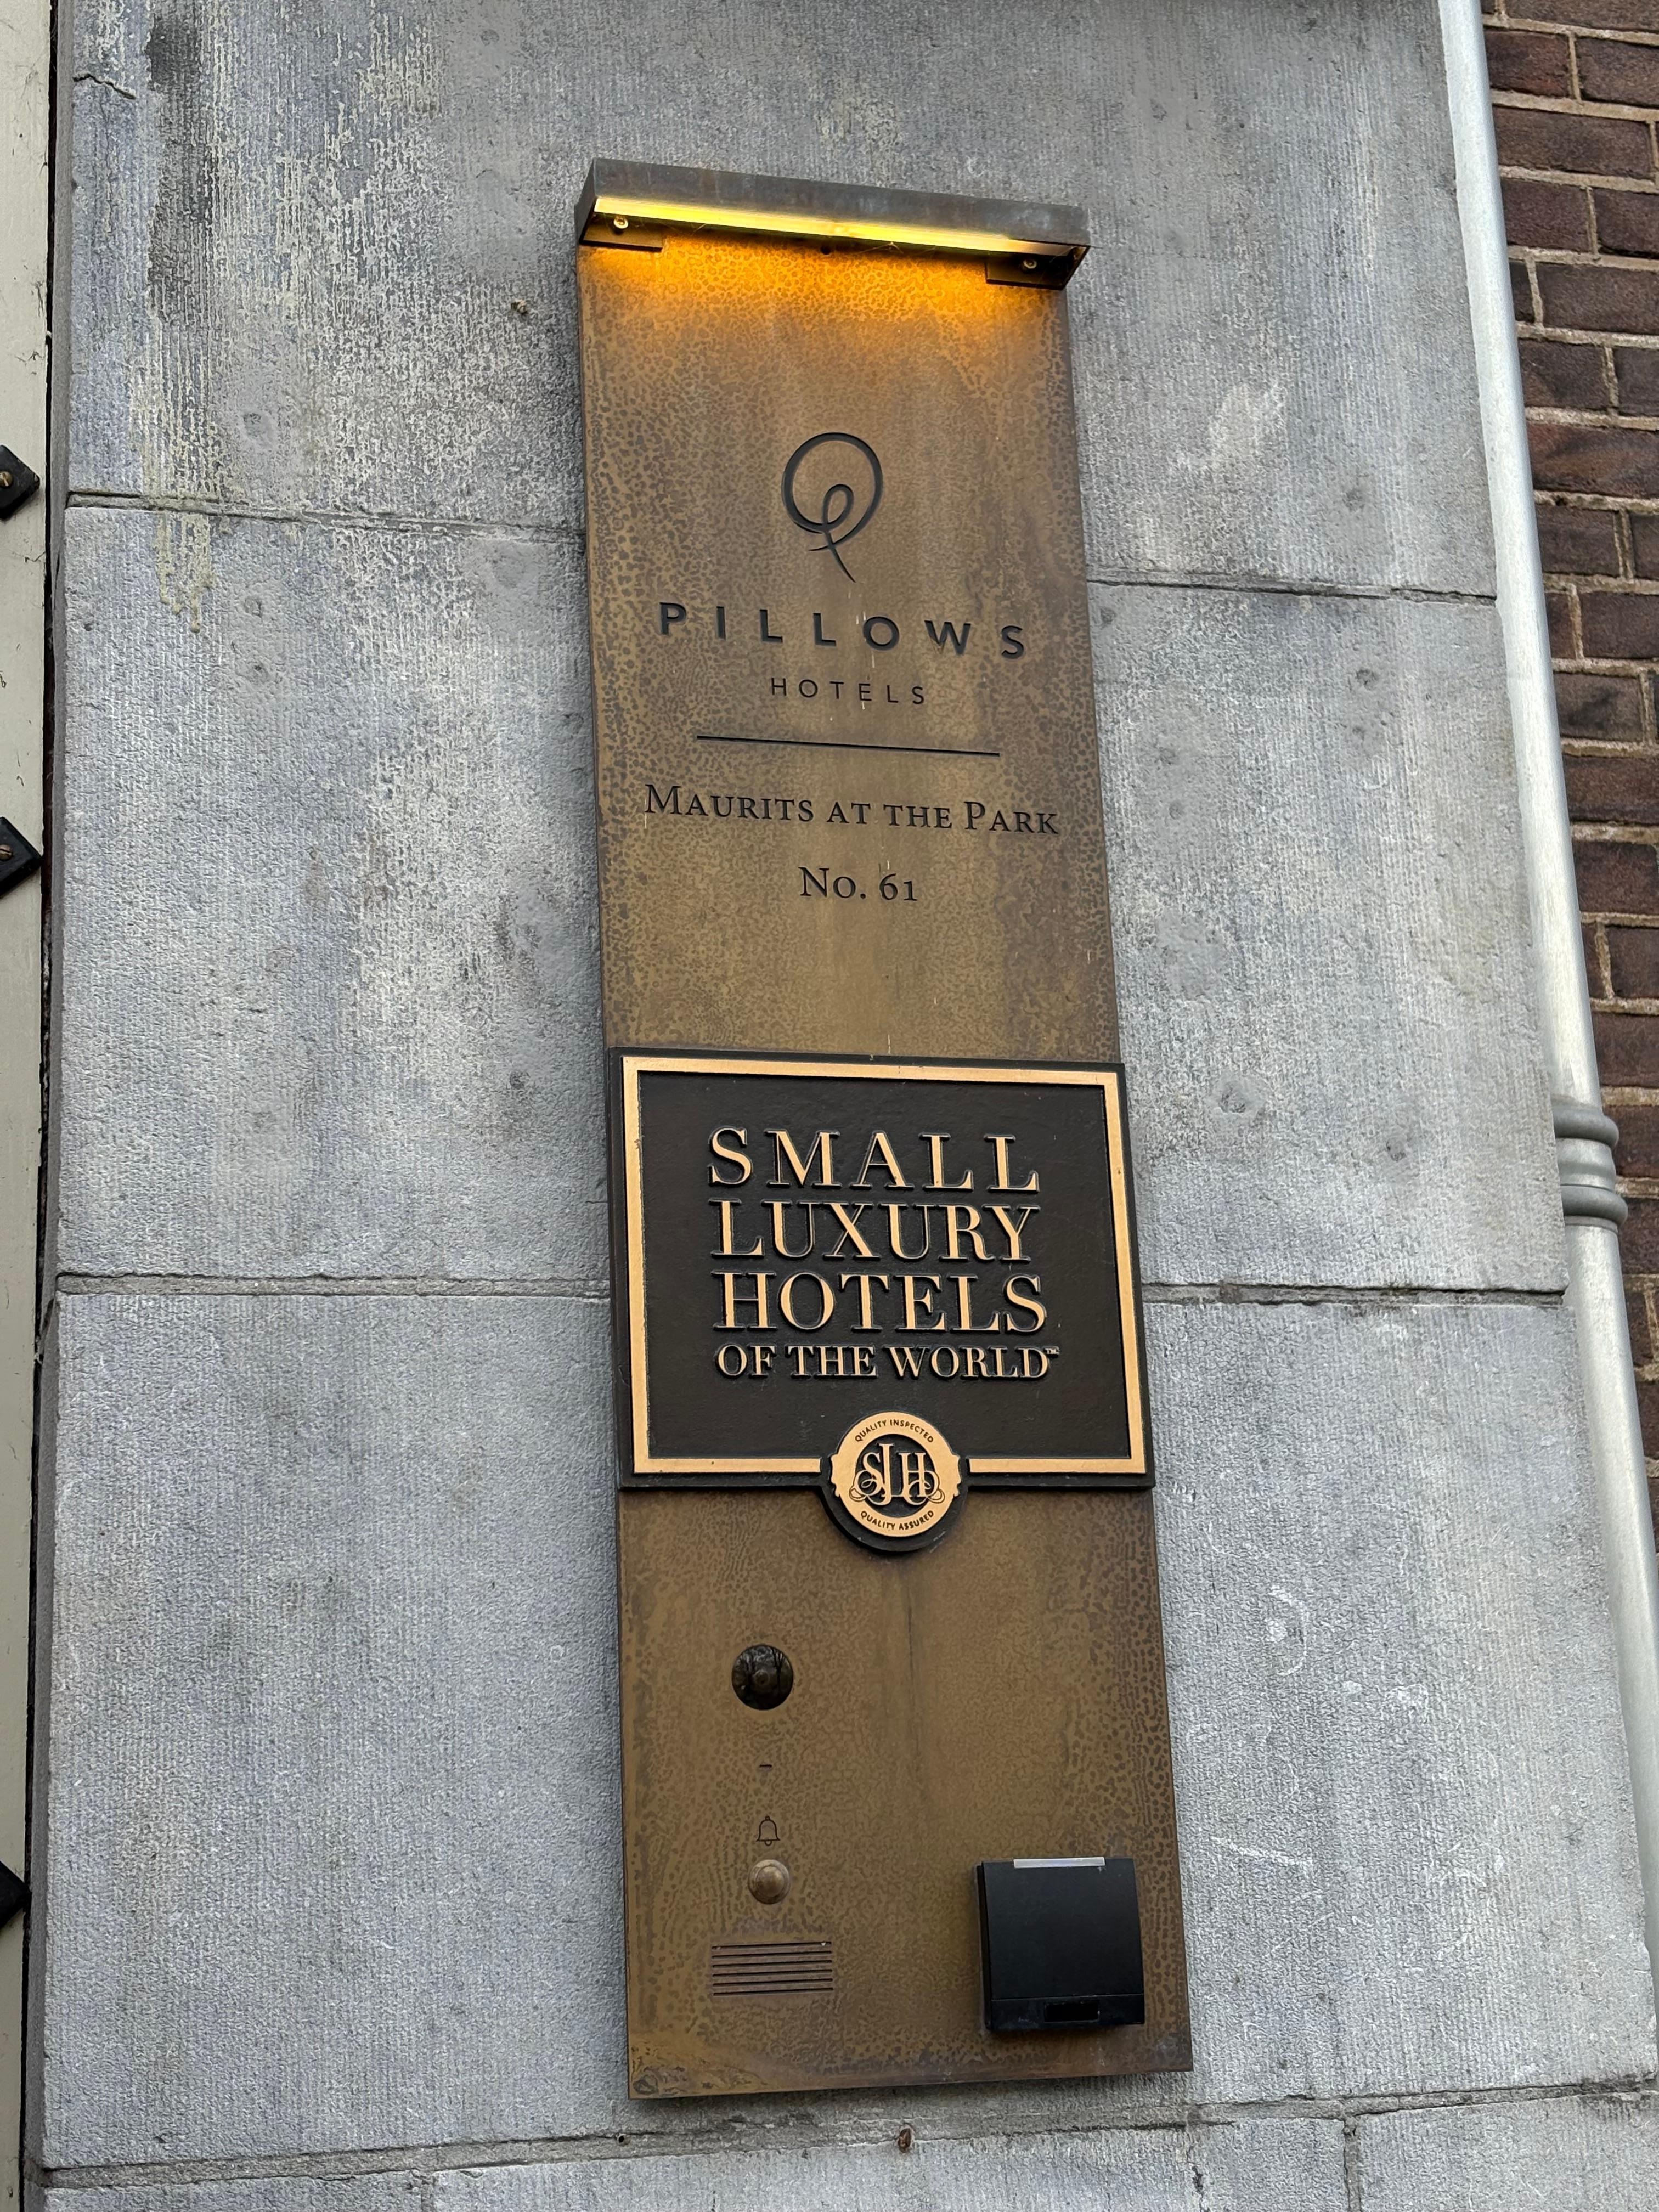 PILLOWS
HOTELS
MAURITS AT THE PARK
No. 61
SMALL
LUXURY
HOTELS
OF THE WORLD™
QUALITY INSPECTED
SLH
QUALITY ASSURED